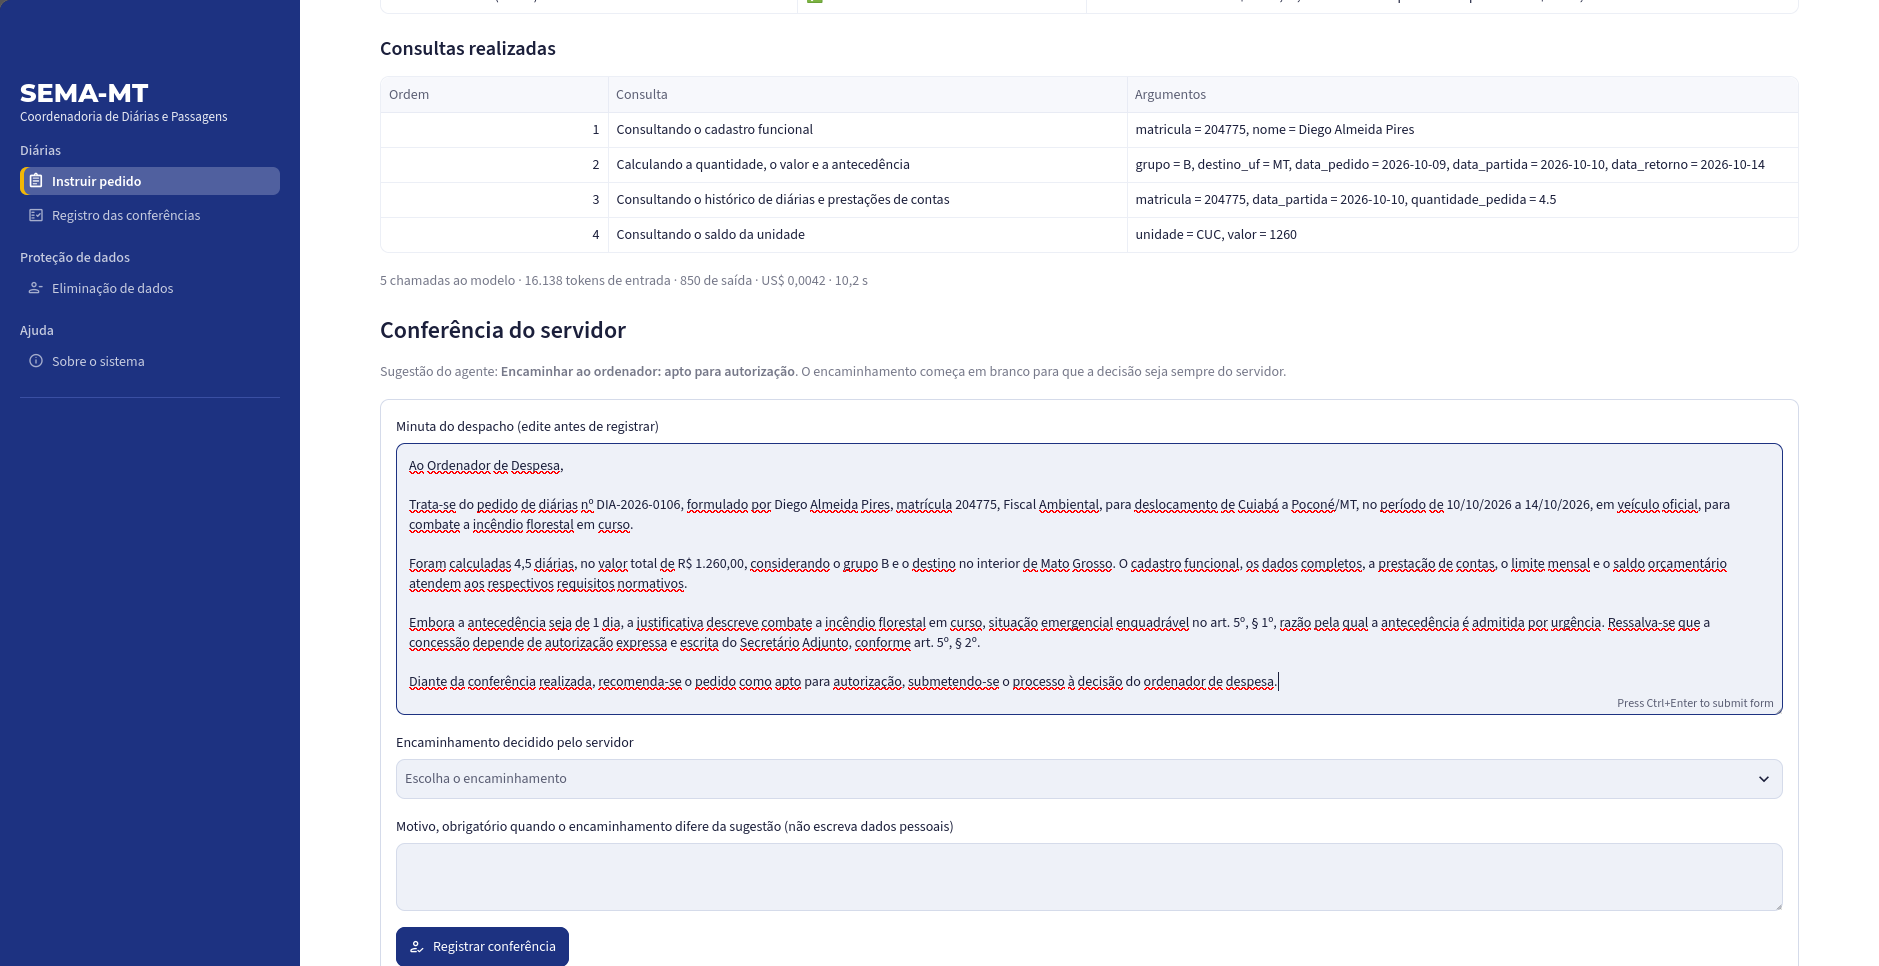 SEMA-MT
Coordenadoria de Diárias e Passagens
Diárias
Instruir pedido
Registro das conferências
Proteção de dados
Eliminação de dados
Ajuda
Sobre o sistema
Consultas realizadas
Ordem Consulta Argumentos
1 Consultando o cadastro funcional matricula = 204775, nome = Diego Almeida Pires
2 Calculando a quantidade, o valor e a antecedência grupo = B, destino_uf = MT, data_pedido = 2026-10-09, data_partida = 2026-10-10, data_retorno = 2026-10-14
3 Consultando o histórico de diárias e prestações de contas matricula = 204775, data_partida = 2026-10-10, quantidade_pedida = 4.5
4 Consultando o saldo da unidade unidade = CUC, valor = 1260
5 chamadas ao modelo · 16.138 tokens de entrada · 850 de saída · US$ 0,0042 · 10,2 s
Conferência do servidor
Sugestão do agente: Encaminhar ao ordenador: apto para autorização. O encaminhamento começa em branco para que a decisão seja sempre do servidor.
Minuta do despacho (edite antes de registrar)
Ao Ordenador de Despesa,
Trata-se do pedido de diárias nº DIA-2026-0106, formulado por Diego Almeida Pires, matrícula 204775, Fiscal Ambiental, para deslocamento de Cuiabá a Poconé/MT, no período de 10/10/2026 a 14/10/2026, em veículo oficial, para
combate a incêndio florestal em curso.
Foram calculadas 4,5 diárias, no valor total de R$ 1.260,00, considerando o grupo B e o destino no interior de Mato Grosso. O cadastro funcional, os dados completos, a prestação de contas, o limite mensal e o saldo orçamentário
atendem aos respectivos requisitos normativos.
Embora a antecedência seja de 1 dia, a justificativa descreve combate a incêndio florestal em curso, situação emergencial enquadrável no art. 5º, § 1º, razão pela qual a antecedência é admitida por urgência. Ressalva-se que a
concessão depende de autorização expressa e escrita do Secretário Adjunto, conforme art. 5º, § 2º.
Diante da conferência realizada, recomenda-se o pedido como apto para autorização, submetendo-se o processo à decisão do ordenador de despesa.
Press Ctrl+Enter to submit form
Encaminhamento decidido pelo servidor
Escolha o encaminhamento
Motivo, obrigatório quando o encaminhamento difere da sugestão (não escreva dados pessoais)
Registrar conferência